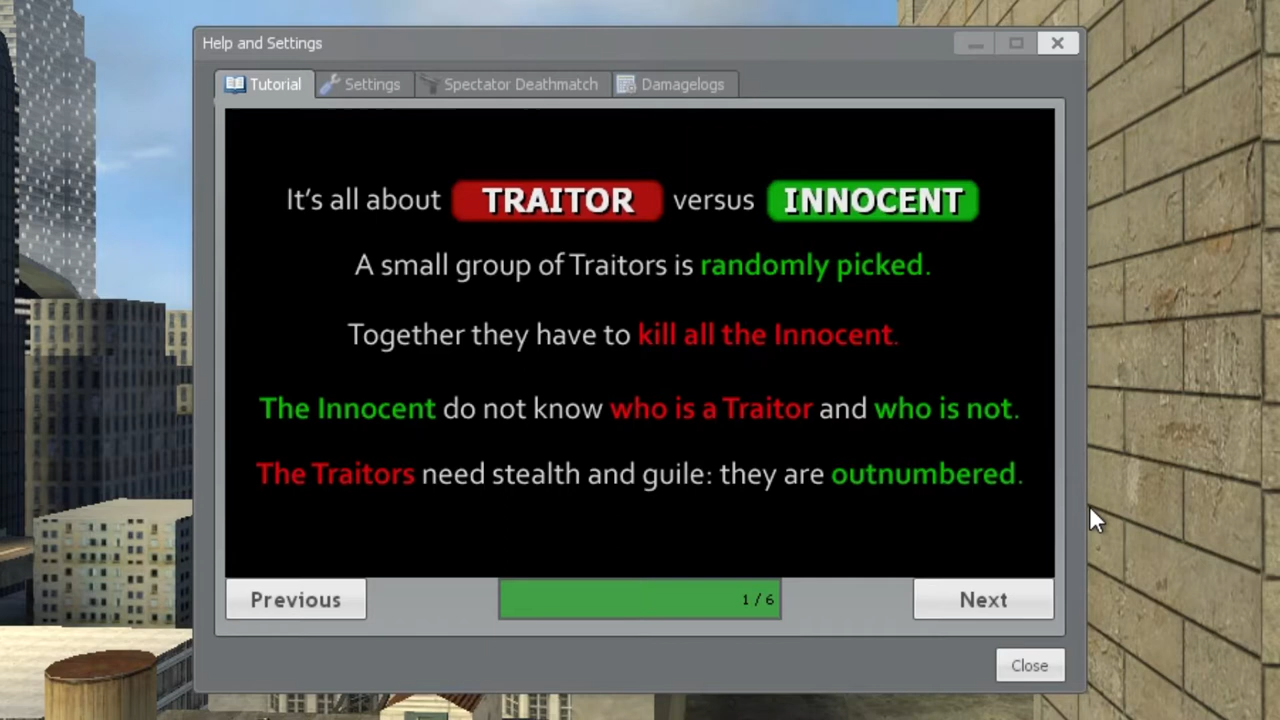 Help and Settings
Tutorial Settings Spectator Deathmatch Damagelogs
It's all about TRAITOR versus INNOCENT
A small group of Traitors is randomly picked.
Together they have to kill all the Innocent.
The Innocent do not know who is a Traitor and who is not.
The Traitors need stealth and guile: they are outnumbered.
Previous 1 / 6 Next
Close